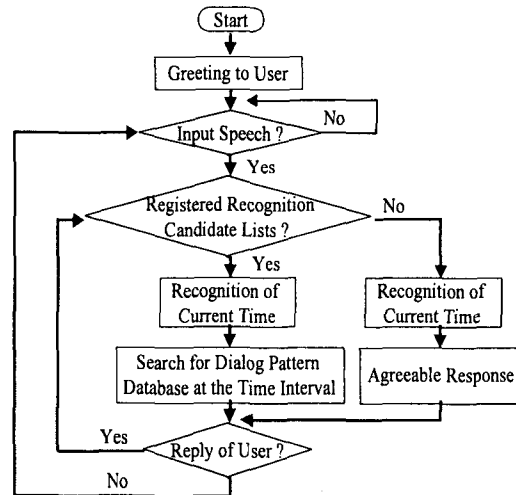 Start
Greeting to User
No
Input Speech ?
Yes
Registered Recognition
Candidate Lists ?
No
Yes
Recognition of
Current Time
Recognition of
Current Time
Search for Dialog Pattern
Database at the Time Interval
Agreeable Response
Yes
Reply of User ?
No